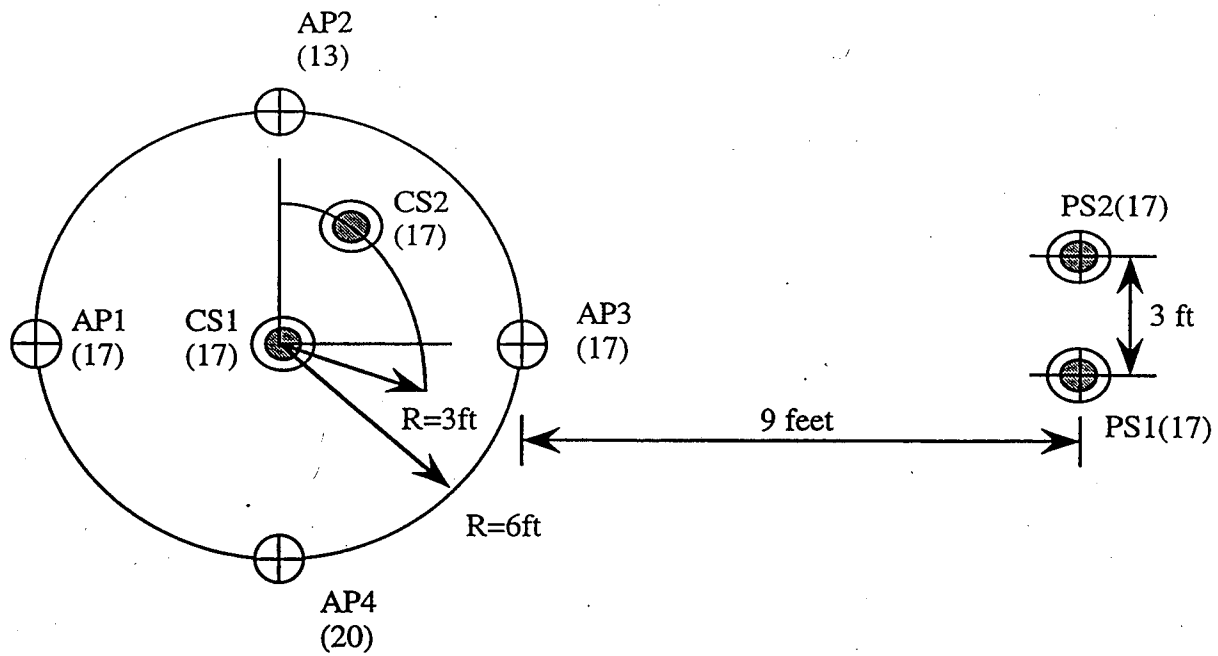 AP2
(13)
CS2
(17)
PS2(17)
AP1
(17)
CS1
(17)
AP3
(17)
3 ft
R=3ft
9 feet
PS1(17)
R=6ft
AP4
(20)